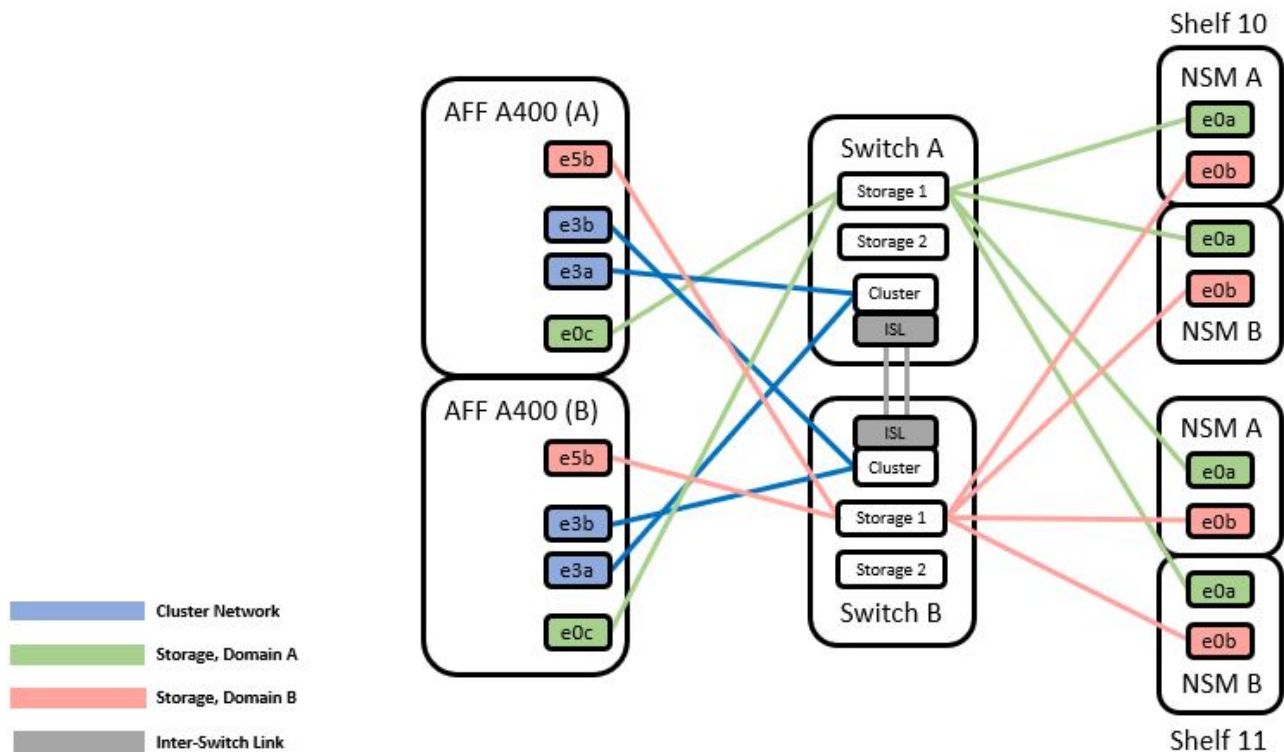 Shelf 10
AFF A400 (A)
e5b
e3b
e3a
e0c
AFF A400 (B)
e5b
e3b
e3a
e0c
Switch A
Storage 1
Storage 2
Cluster
ISL
ISL
Cluster
Storage 1
Storage 2
Switch B
NSM A
e0a
e0b
e0a
e0b
NSM B
NSM A
e0a
e0b
e0a
e0b
NSM B
Shelf 11
Cluster Network
Storage, Domain A
Storage, Domain B
Inter-Switch Link